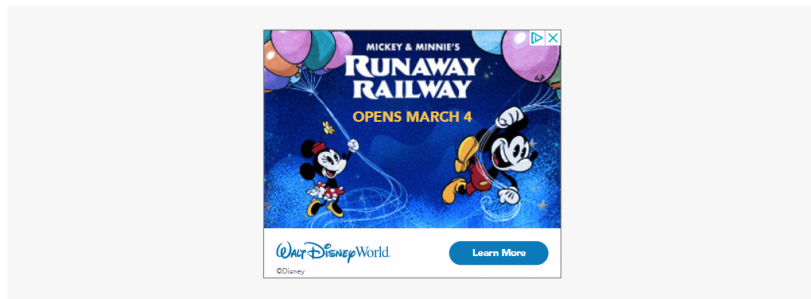 MICKEY & MINNIE'S
RUNAWAY
RAILWAY
OPENS MARCH 4
WALT DISNEY World.
Learn More
©Disney